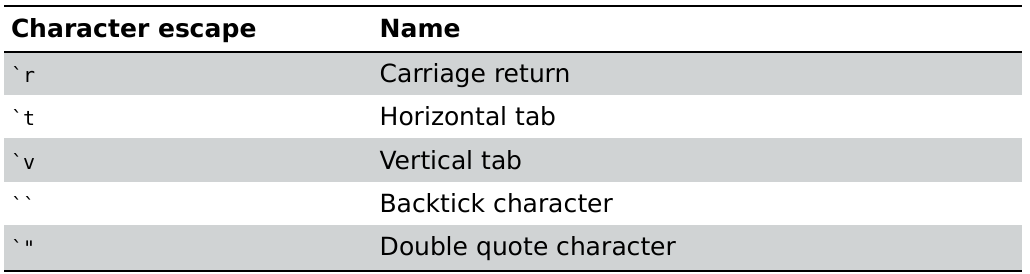 Character escape Name
`r Carriage return
`t Horizontal tab
`v Vertical tab
`` Backtick character
`" Double quote character